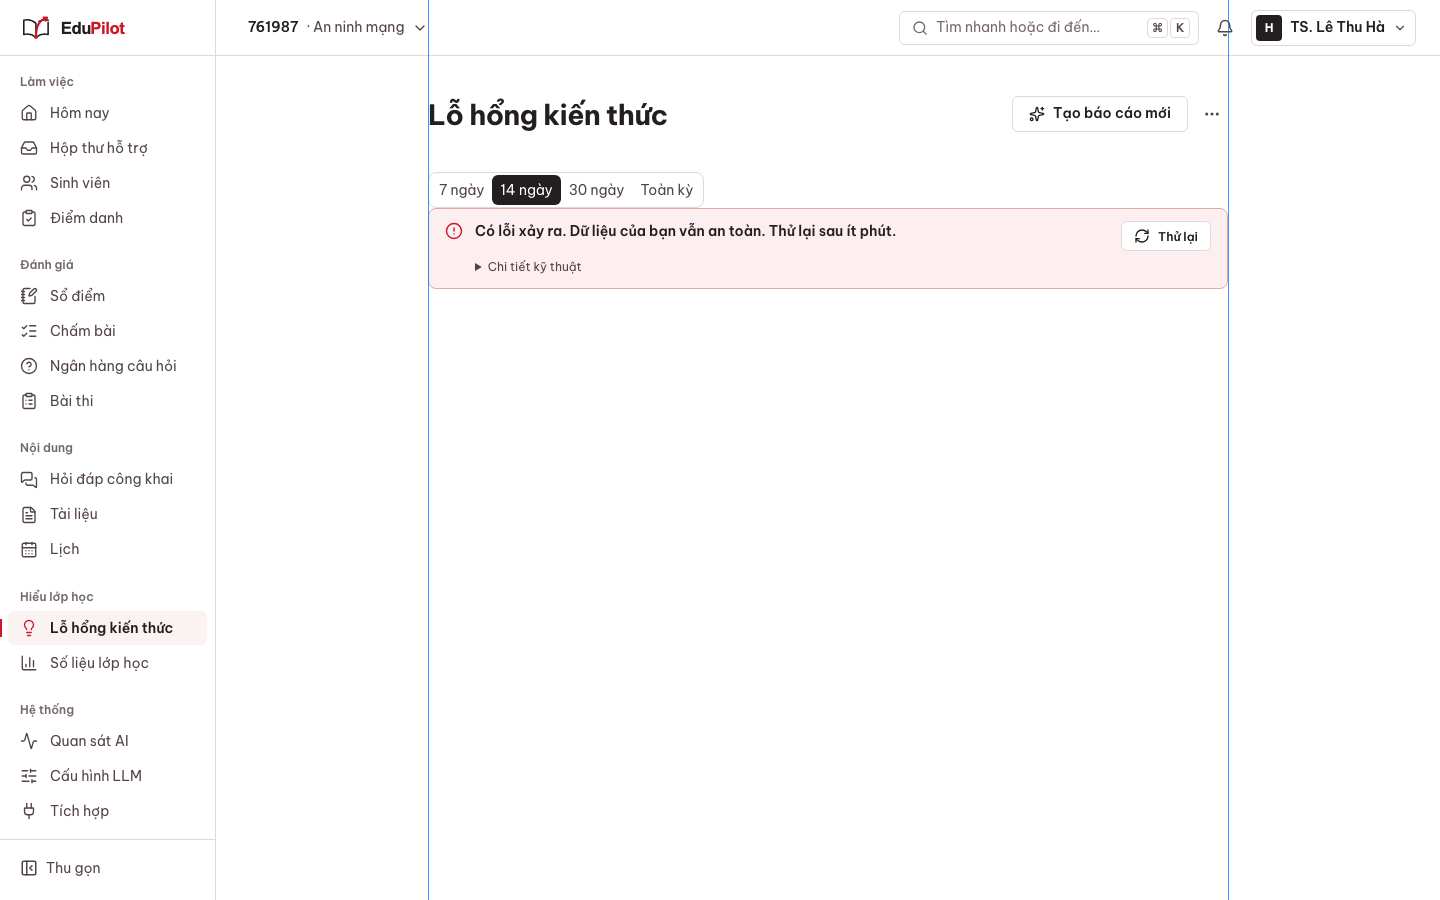 EduPilot
761987 · An ninh mạng
Tìm nhanh hoặc đi đến...
⌘ K
H TS. Lê Thu Hà
Làm việc
Hôm nay
Hộp thư hỗ trợ
Sinh viên
Điểm danh
Đánh giá
Sổ điểm
Chấm bài
Ngân hàng câu hỏi
Bài thi
Nội dung
Hỏi đáp công khai
Tài liệu
Lịch
Hiểu lớp học
Lỗ hổng kiến thức
Số liệu lớp học
Hệ thống
Quan sát AI
Cấu hình LLM
Tích hợp
Thu gọn
Lỗ hổng kiến thức
Tạo báo cáo mới
7 ngày 14 ngày 30 ngày Toàn kỳ
Có lỗi xảy ra. Dữ liệu của bạn vẫn an toàn. Thử lại sau ít phút.
Thử lại
Chi tiết kỹ thuật